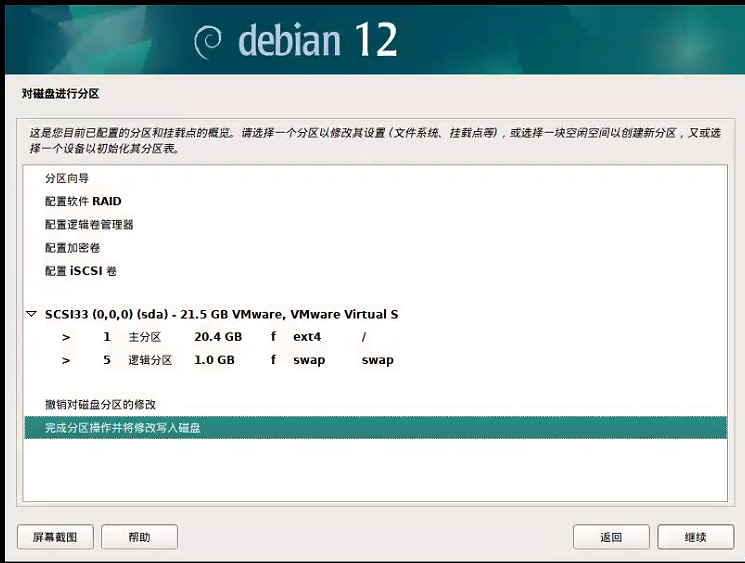 debian 12
对磁盘进行分区
这是您目前已配置的分区和挂载点的概览。请选择一个分区以修改其设置(文件系统、挂载点等)，或选择一块空闲空间以创建新分区，又或选
择一个设备以初始化其分区表。
分区向导
配置软件 RAID
配置逻辑卷管理器
配置加密卷
配置 iSCSI 卷
SCSI33 (0,0,0) (sda) - 21.5 GB VMware, VMware Virtual S
> 1 主分区 20.4 GB f ext4 /
> 5 逻辑分区 1.0 GB f swap swap
撤销对磁盘分区的修改
完成分区操作并将修改写入磁盘
屏幕截图 帮助 返回 继续